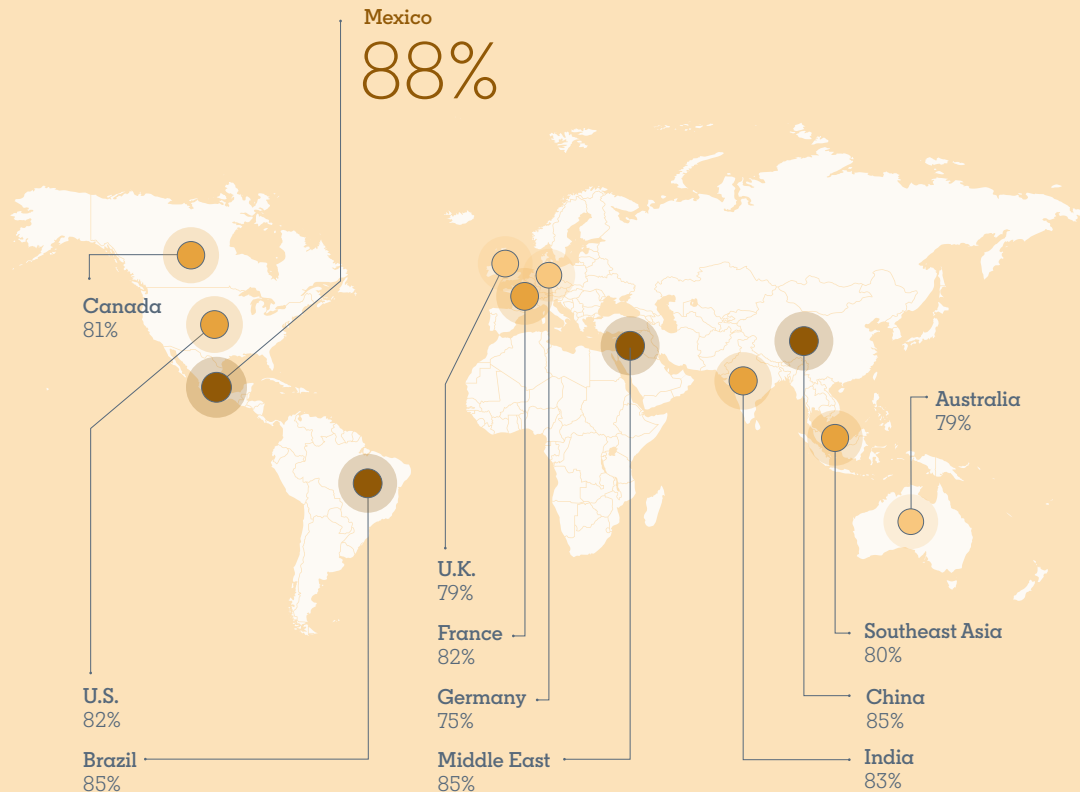 Mexico
88%
Canada
81%
Australia
79%
U.K.
79%
France
82%
Southeast Asia
80%
U.S.
82%
Germany
75%
China
85%
Brazil
85%
Middle East
85%
India
83%